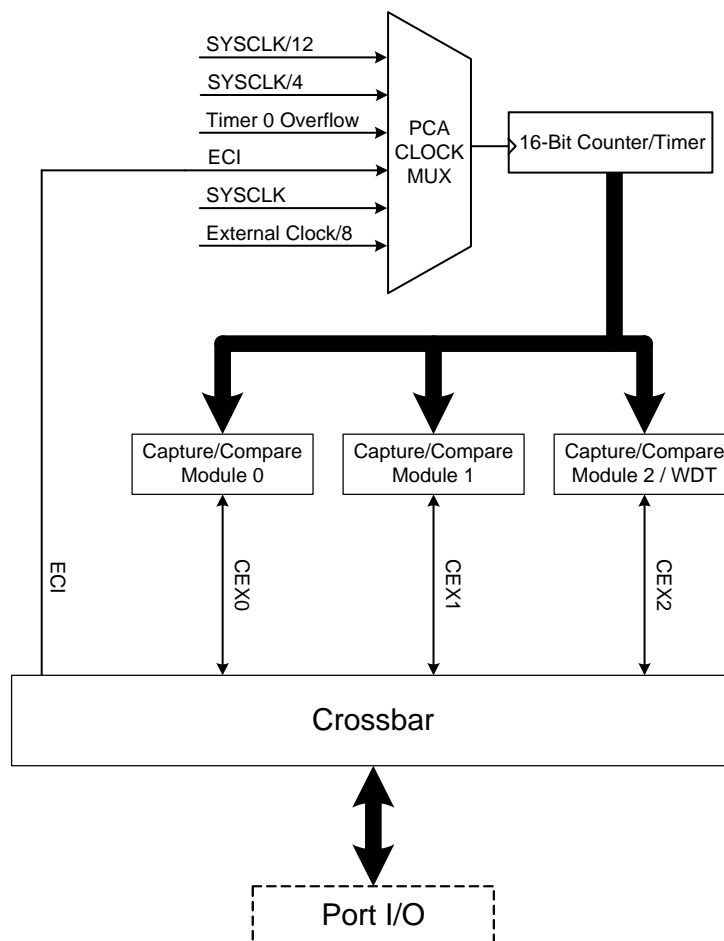 SYSCLK/12
SYSCLK/4
Timer 0 Overflow
ECI
SYSCLK
External Clock/8
PCA
CLOCK
MUX
16-Bit Counter/Timer
Capture/Compare
Module 0
Capture/Compare
Module 1
Capture/Compare
Module 2 / WDT
ECI
CEX0
CEX1
CEX2
Crossbar
Port I/O